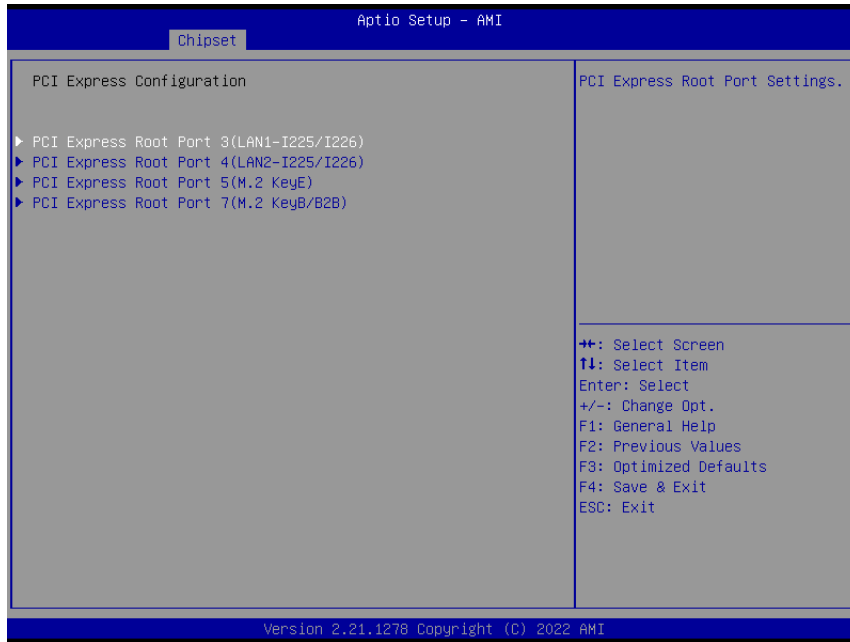 Aptio Setup – AMI
Chipset
PCI Express Configuration
PCI Express Root Port 3(LAN1-I225/I226)
PCI Express Root Port 4(LAN2-I225/I226)
PCI Express Root Port 5(M.2 KeyE)
PCI Express Root Port 7(M.2 KeyB/B2B)
PCI Express Root Port Settings.
→←: Select Screen
↑↓: Select Item
Enter: Select
+/-: Change Opt.
F1: General Help
F2: Previous Values
F3: Optimized Defaults
F4: Save & Exit
ESC: Exit
Version 2.21.1278 Copyright (C) 2022 AMI